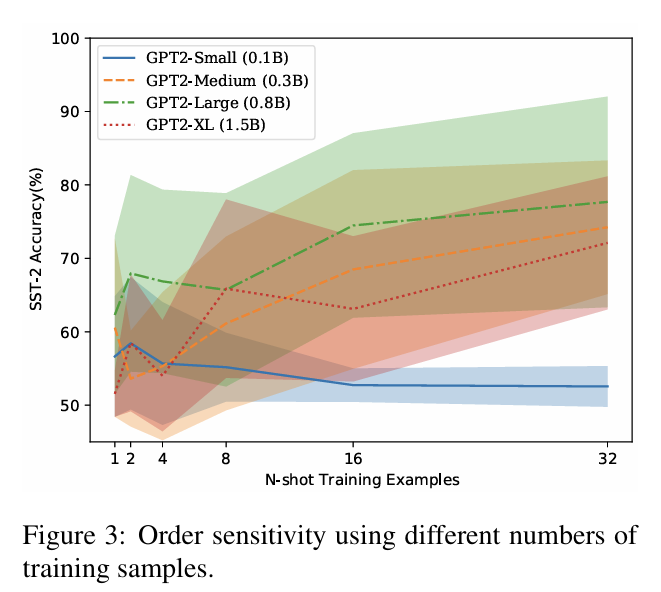 100
90
80
70
60
50
SST-2 Accuracy(%)
GPT2-Small (0.1B)
GPT2-Medium (0.3B)
GPT2-Large (0.8B)
GPT2-XL (1.5B)
1 2 4 8 16 32
N-shot Training Examples
Figure 3: Order sensitivity using different numbers of
training samples.